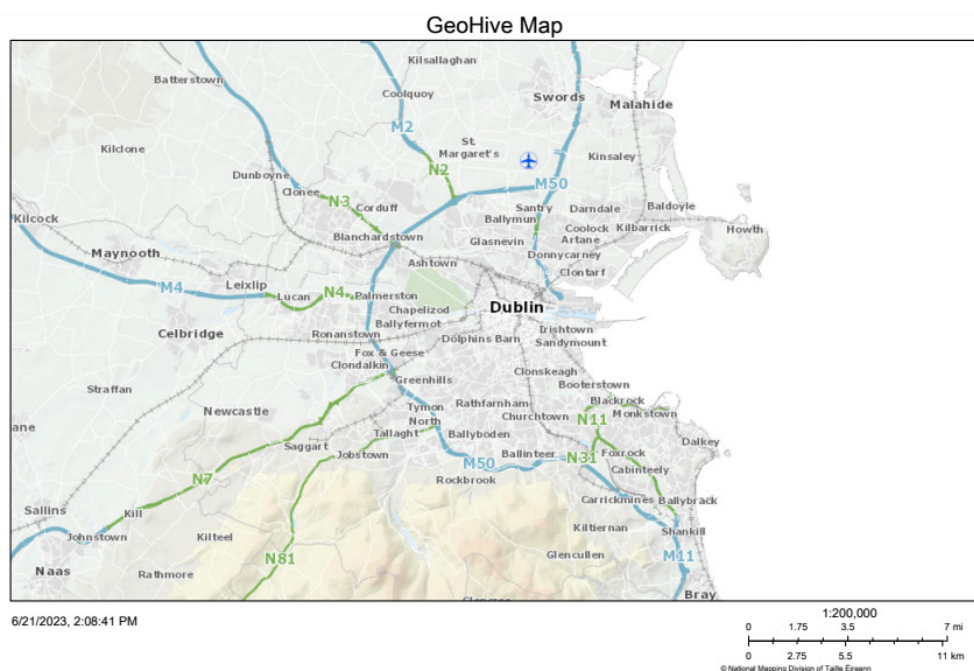 GeoHive Map
Kilsallaghan
Batterstown
Coolquoy
Swords
Malahide
M2
Kilclone
St.
Margaret's
Kinsaley
N2
Dunboyne
M50
Clonee
N3
Corduff
Santry
Darndale
Baldoyle
Ballymun
Kilcock
Coolock
Kilbarrick
Howth
Blanchardstown
Glasnevin
Artane
Maynooth
Donnycarney
Ashtown
Clontarf
M4
Leixlip
Lucan
N4
Palmerston
Chapelizod
Dublin
Celbridge
Ronanstown
Ballyfermot
Irishtown
Dolphins Barn
Sandymount
Fox & Geese
Clondalkin
Clonskeagh
Straffan
Greenhills
Booterstown
Blackrock
Newcastle
Tymon
North
Rathfarnham
Churchtown
N11
Monkstown
ane
Tallaght
Ballyboden
Dalkey
Saggart
Jobstown
Ballinteer
N31
Foxrock
M50
Cabinteely
N7
Rockbrook
Carrickmines
Ballybrack
Sallins
Kill
Kiltiernan
Shankill
Johnstown
Kilteel
N81
Glencullen
M11
Naas
Rathmore
Bray
6/21/2023, 2:08:41 PM
1:200,000
0 1.75 3.5 7 mi
0 2.75 5.5 11 km
© National Mapping Division of Tailte Éireann